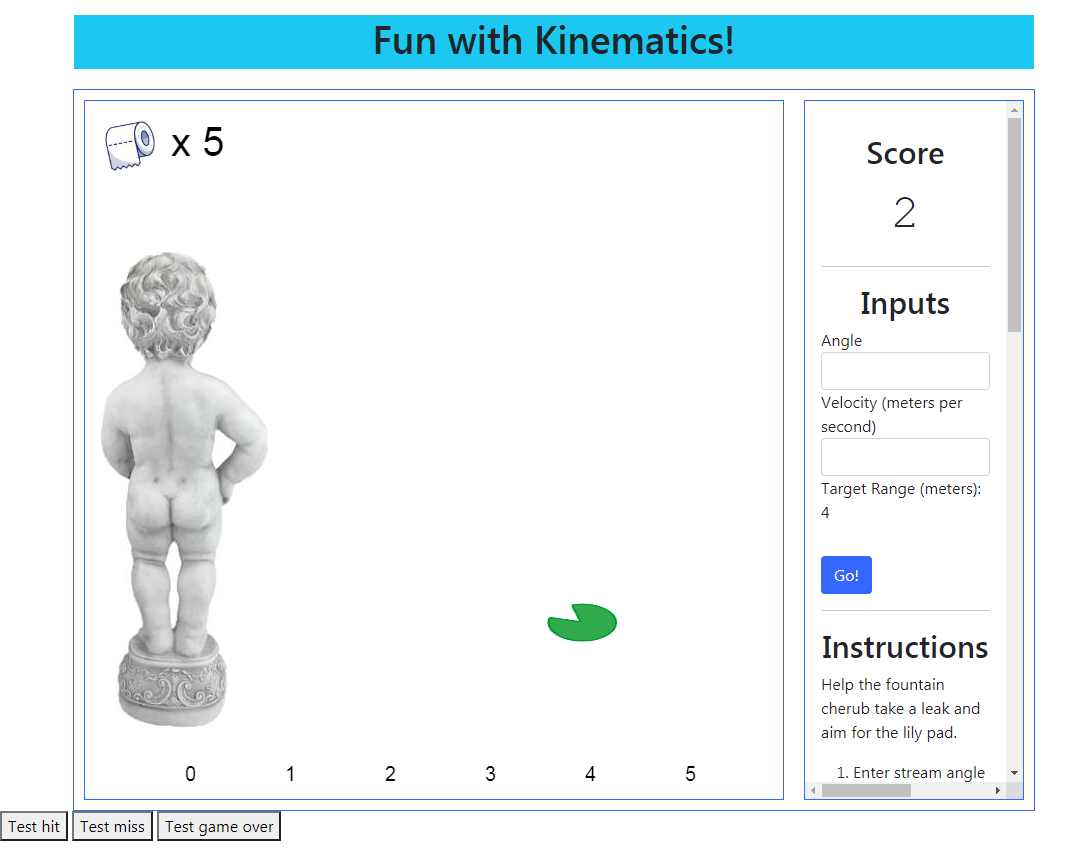 Fun with Kinematics!
x 5
Score
2
Inputs
Angle
Velocity (meters per
second)
Target Range (meters):
4
Go!
Instructions
Help the fountain
cherub take a leak and
aim for the lily pad.
1. Enter stream angle
0 1 2 3 4 5
Test hit Test miss Test game over